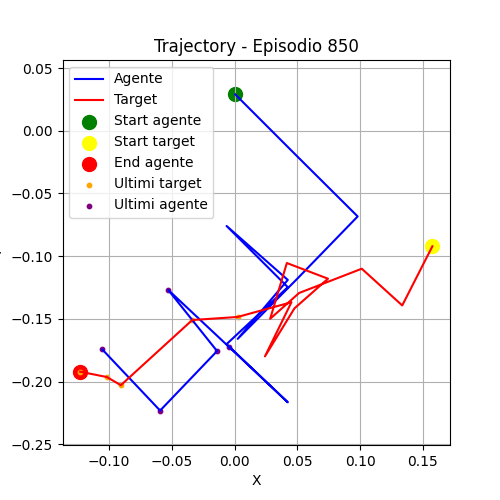 Trajectory - Episodio 850
Agente
Target
Start agente
Start target
End agente
Ultimi target
Ultimi agente
0.05
0.00
−0.05
−0.10
−0.15
−0.20
−0.25
−0.10
−0.05
0.00
0.05
0.10
0.15
X